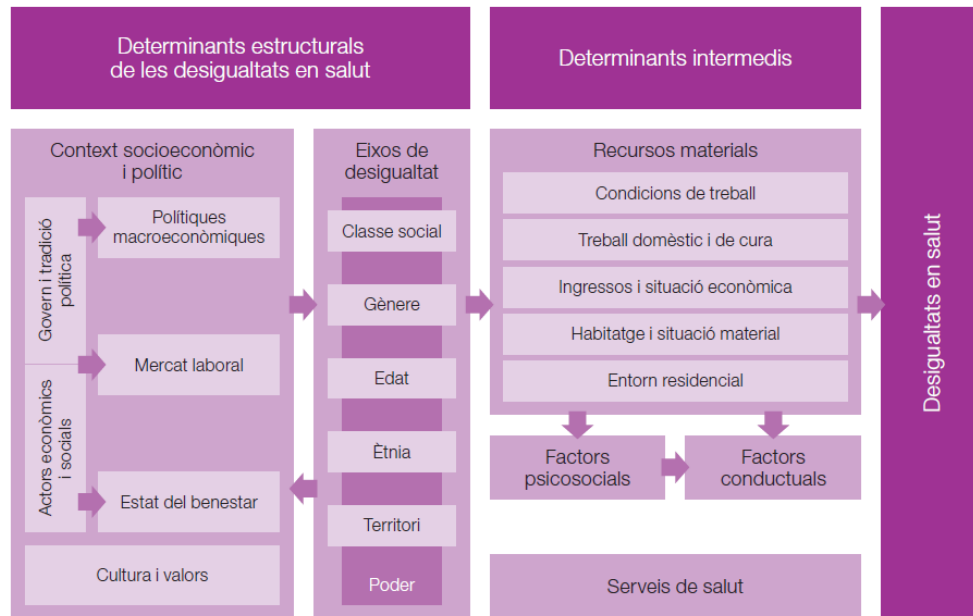 Determinants estructurals
de les desigualtats en salut
Determinants intermedis
Desigualtats en salut
Context socioeconòmic
i polític
Govern i tradició
política
Actors econòmics
i socials
Polítiques
macroeconòmiques
Mercat laboral
Estat del benestar
Cultura i valors
Eixos de
desigualtat
Classe social
Gènere
Edat
Ètnia
Territori
Poder
Recursos materials
Condicions de treball
Treball domèstic i de cura
Ingressos i situació econòmica
Habitatge i situació material
Entorn residencial
Factors
psicosocials
Factors
conductuals
Serveis de salut